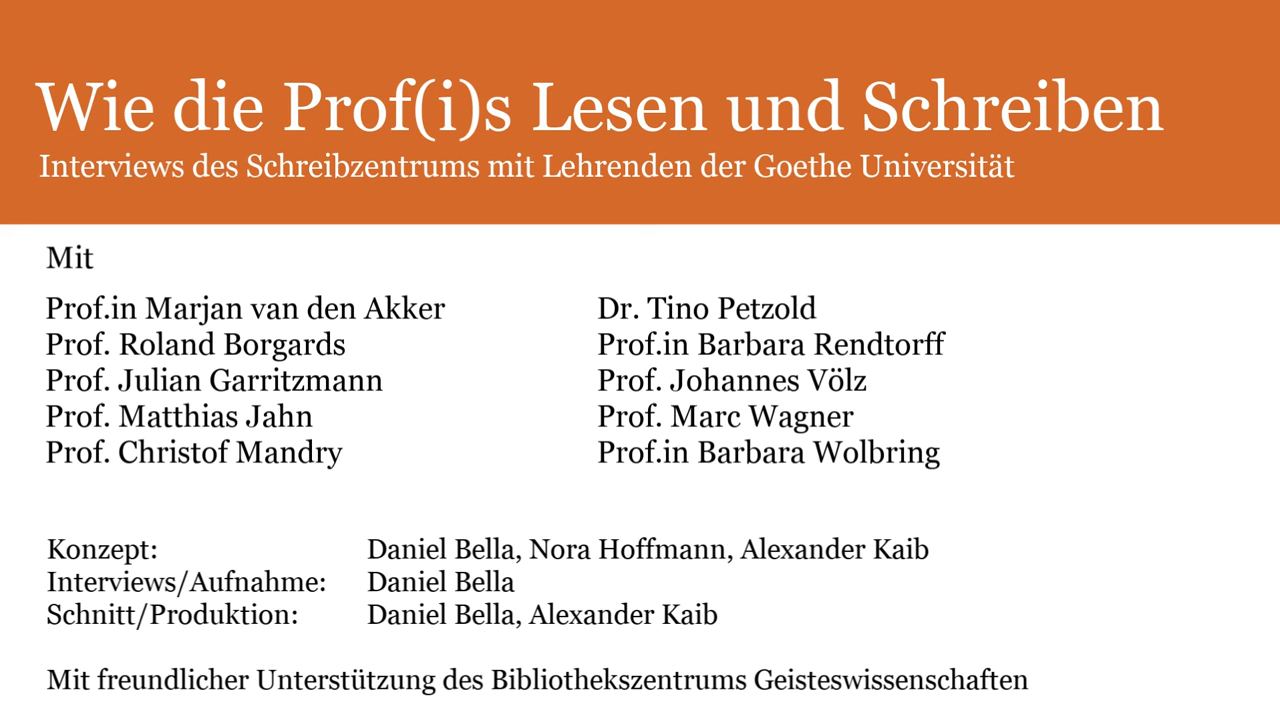 Wie die Prof(i)s Lesen und Schreiben
Interviews des Schreibzentrums mit Lehrenden der Goethe Universität
Mit
Prof.in Marjan van den Akker
Prof. Roland Borgards
Prof. Julian Garritzmann
Prof. Matthias Jahn
Prof. Christof Mandry
Dr. Tino Petzold
Prof.in Barbara Rendtorff
Prof. Johannes Völz
Prof. Marc Wagner
Prof.in Barbara Wolbring
Konzept: Daniel Bella, Nora Hoffmann, Alexander Kaib
Interviews/Aufnahme: Daniel Bella
Schnitt/Produktion: Daniel Bella, Alexander Kaib
Mit freundlicher Unterstützung des Bibliothekszentrums Geisteswissenschaften